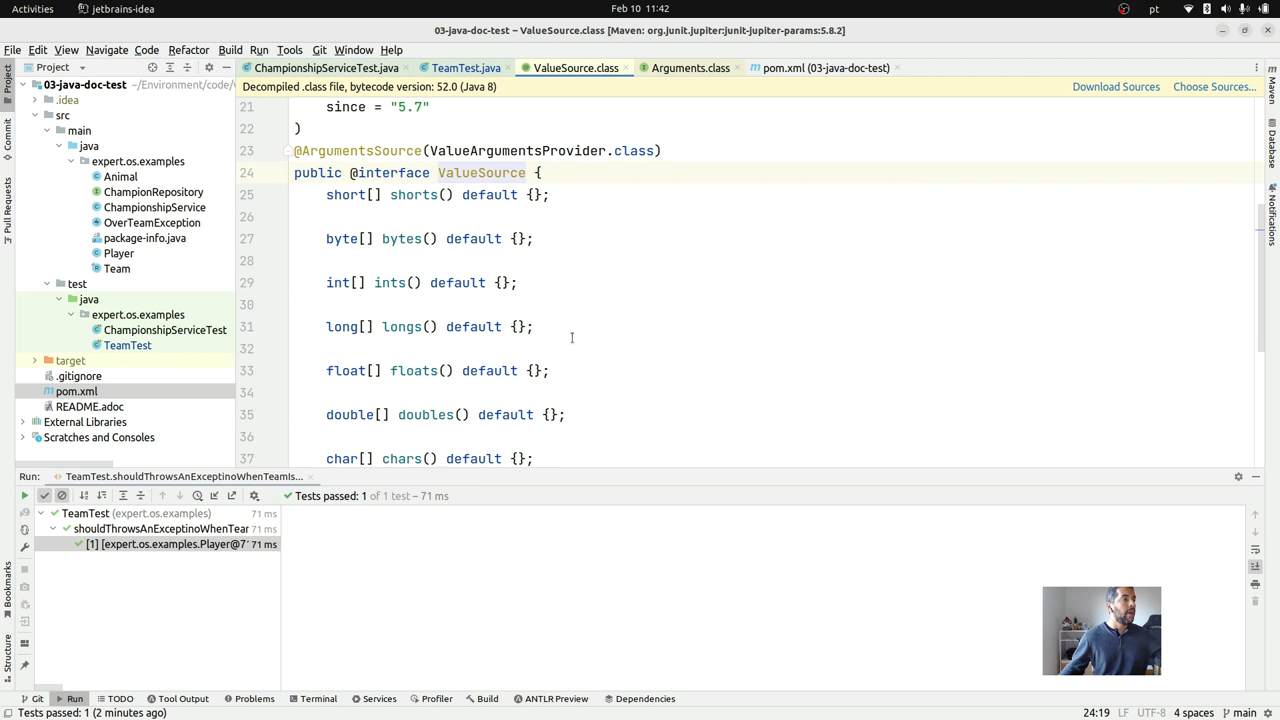 Activities
jetbrains-idea
Feb 10 11:42
pt
03-java-doc-test – ValueSource.class [Maven: org.junit.jupiter:junit-jupiter-params:5.8.2]
File Edit View Navigate Code Refactor Build Run Tools Git Window Help
Project
ChampionshipServiceTest.java
TeamTest.java
ValueSource.class
Arguments.class
pom.xml (03-java-doc-test)
03-java-doc-test ~/Environment/code/
.idea
src
main
java
expert.os.examples
Animal
ChampionRepository
ChampionshipService
OverTeamException
package-info.java
Player
Team
test
java
expert.os.examples
ChampionshipServiceTest
TeamTest
target
.gitignore
pom.xml
README.adoc
External Libraries
Scratches and Consoles
Decompiled .class file, bytecode version: 52.0 (Java 8)
Download Sources
Choose Sources...
21 since = "5.7"
22 )
23 @ArgumentsSource(ValueArgumentsProvider.class)
24 public @interface ValueSource {
25 short[] shorts() default {};
26
27 byte[] bytes() default {};
28
29 int[] ints() default {};
30
31 long[] longs() default {};
32
33 float[] floats() default {};
34
35 double[] doubles() default {};
36
37 char[] chars() default {};
Project
Commit
Pull Requests
Bookmarks
Structure
Maven
Database
Notifications
Run:
TeamTest.shouldThrowsAnExceptinoWhenTeamIs...
Tests passed: 1 of 1 test – 71 ms
TeamTest (expert.os.examples) 71 ms
shouldThrowsAnExceptinoWhenTear 71 ms
[1] [expert.os.examples.Player@7 71 ms
Git Run TODO Tool Output Problems Terminal Services Profiler Build ANTLR Preview Dependencies
Tests passed: 1 (2 minutes ago)
24:19 LF UTF-8 4 spaces main